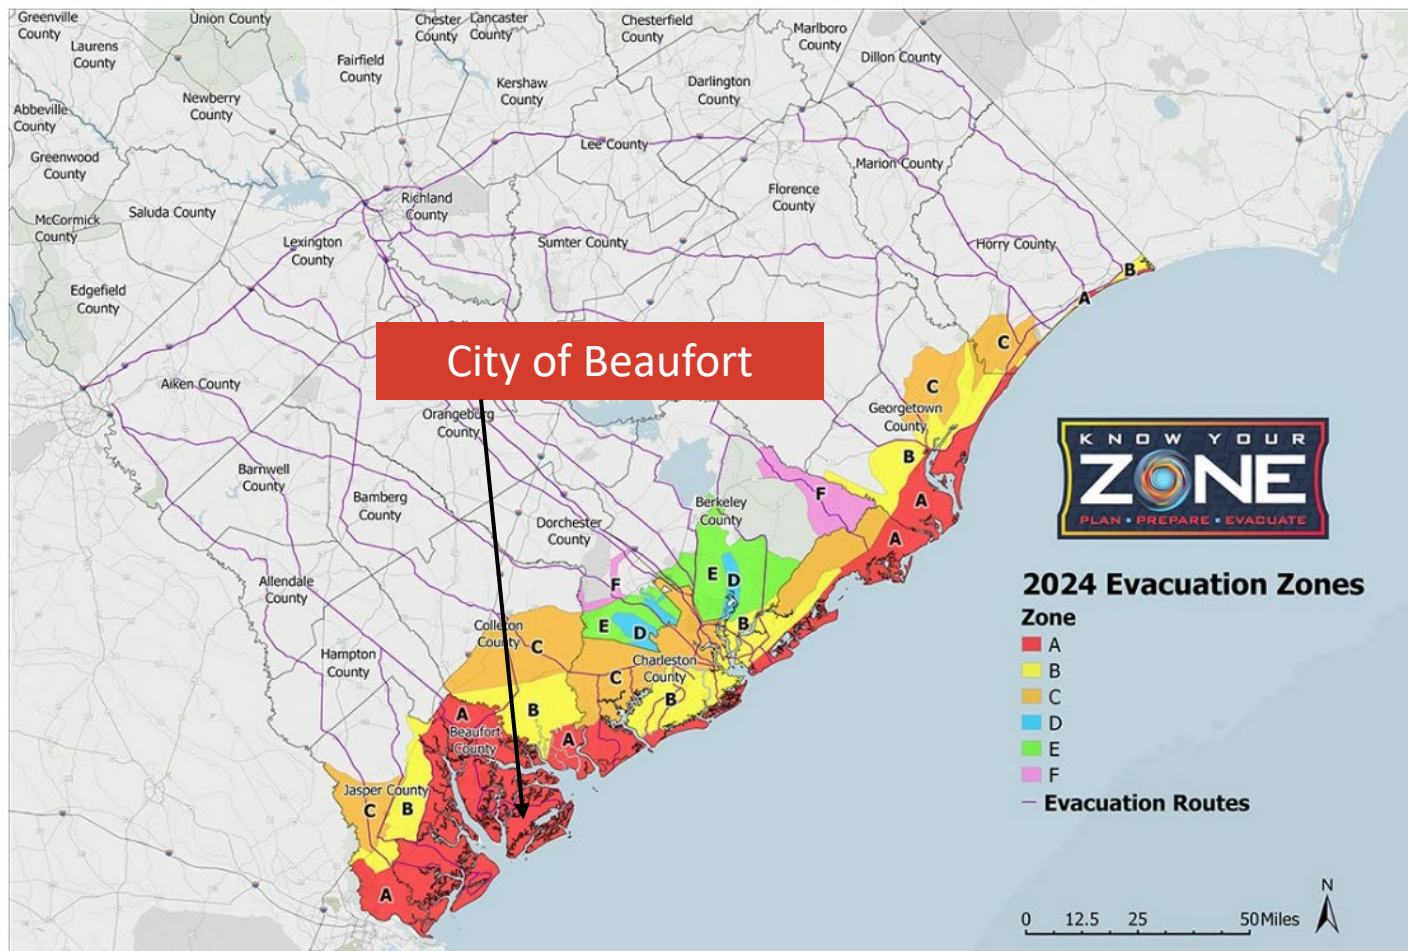 Greenville
County
Union County
Chester
County
Lancaster
County
Chesterfield
County
Marlboro
County
Laurens
County
Fairfield
County
Dillon County
Kershaw
County
Darlington
County
Newberry
County
Abbeville
County
Lee County
Greenwood
County
Marion County
Richland
County
Florence
County
McCormick
County
Saluda County
Lexington
County
Sumter County
Horry County
Edgefield
County
B
A
City of Beaufort
C
Aiken County
C
Georgetown
County
Orangeburg
County
KNOW YOUR
ZONE
PLAN • PREPARE • EVACUATE
B
Barnwell
County
Bamberg
County
F
A
Berkeley
County
Dorchester
County
A
E
D
F
Allendale
County
2024 Evacuation Zones
Zone
A
B
C
D
E
F
Evacuation Routes
Colleton
County
E
D
B
C
Hampton
County
Charleston
County
C
B
A
B
Beaufort
County
A
Jasper County
C
B
A
N
0 12.5 25 50 Miles